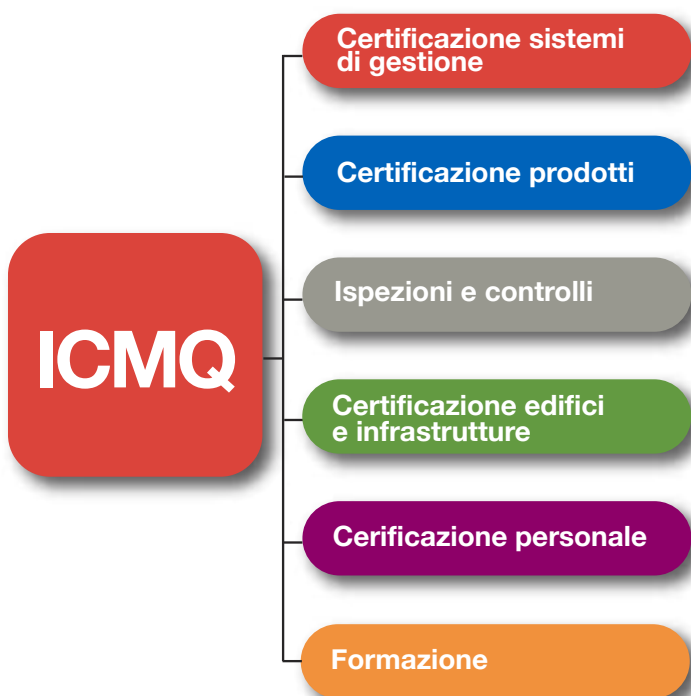 Certificazione sistemi
di gestione
Certificazione prodotti
Ispezioni e controlli
ICMQ
Certificazione edifici
e infrastrutture
Cerificazione personale
Formazione